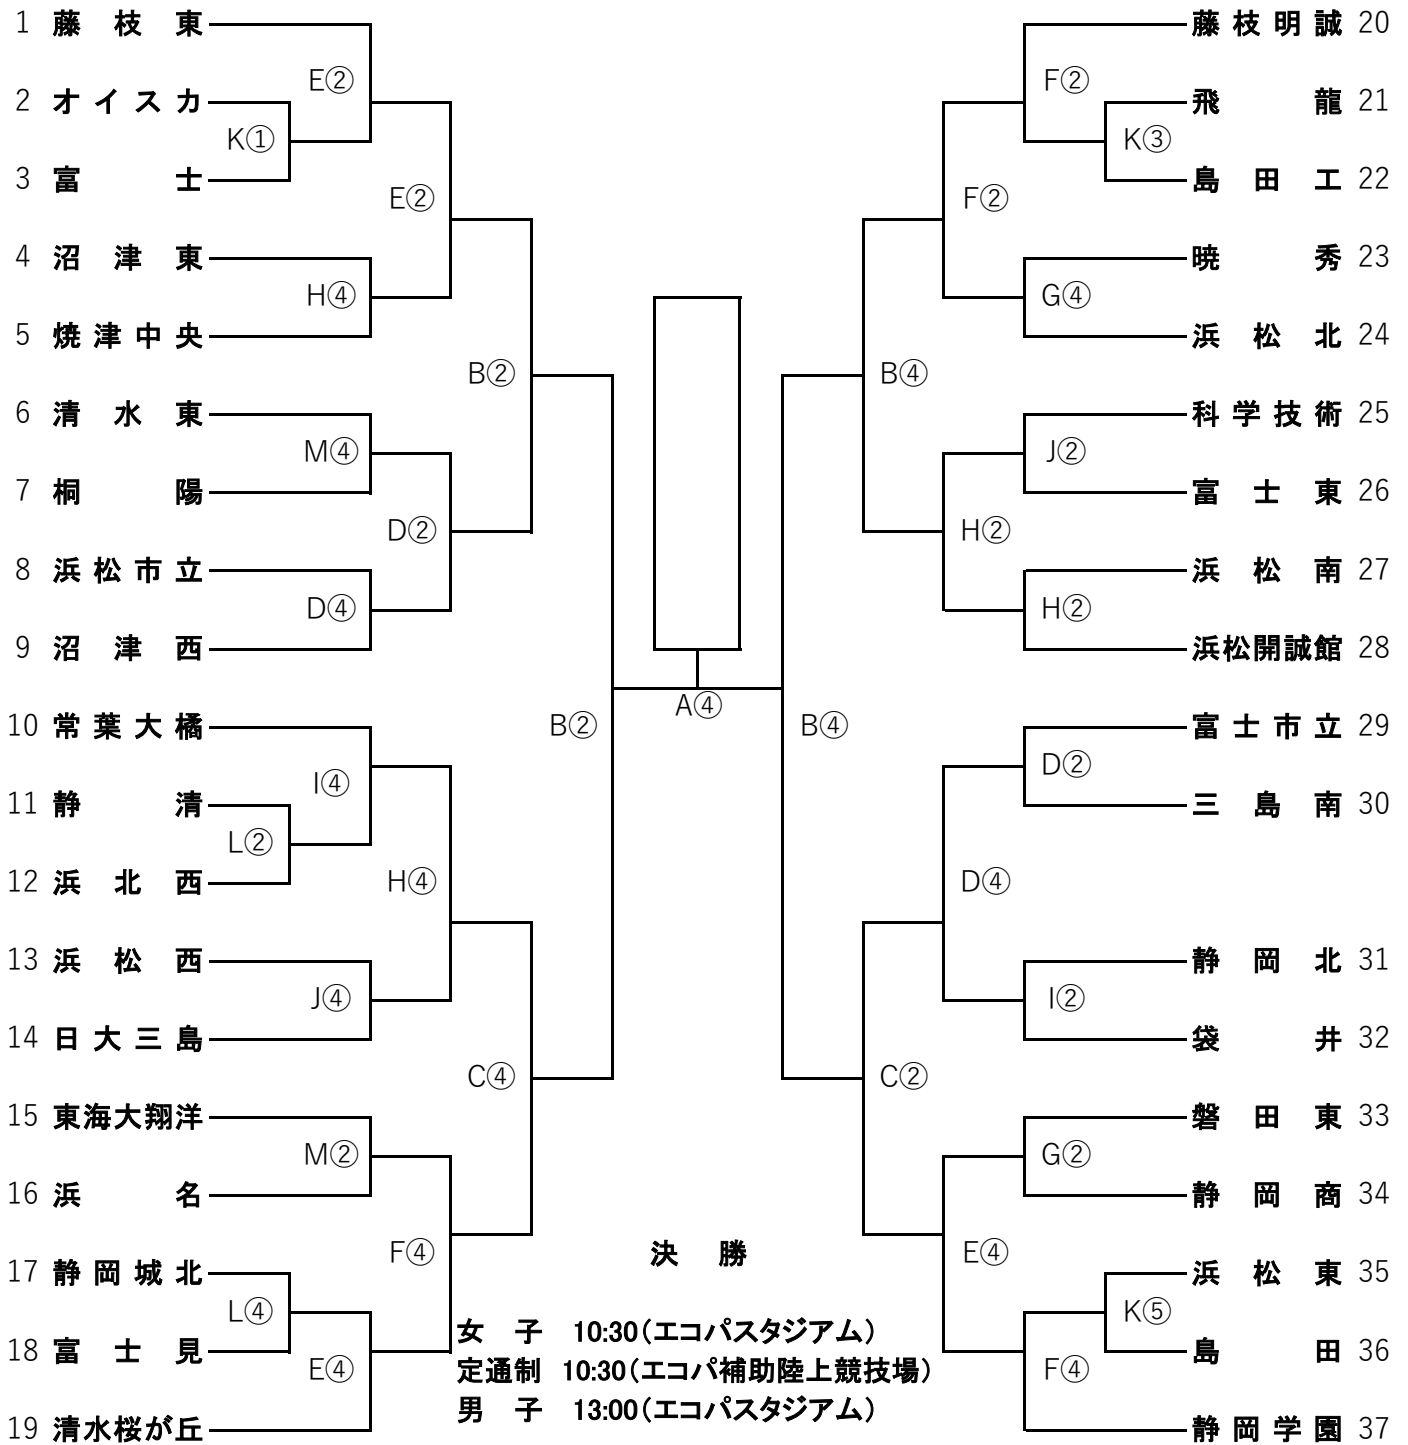 1 藤枝東
E②
2 オイスカ
K①
3 富士
E②
4 沼津東
H④
5 焼津中央
B②
6 清水東
M④
7 桐陽
D②
8 浜松市立
D④
9 沼津西
10 常葉大橘
B②
I④
11 静清
L②
12 浜北西
H④
13 浜松西
J④
14 日大三島
C④
15 東海大翔洋
M②
16 浜名
F④
17 静岡城北
L④
18 富士見
E④
19 清水桜が丘
A④
藤枝明誠 20
F②
飛龍 21
K③
島田工 22
F②
暁秀 23
G④
浜松北 24
B④
科学技術 25
J②
富士東 26
H②
浜松南 27
H②
浜松開誠館 28
B④
富士市立 29
D②
三島南 30
D④
静岡北 31
I②
袋井 32
C②
磐田東 33
G②
静岡商 34
E④
浜松東 35
K⑤
島田 36
F④
静岡学園 37
決勝
女子 10:30(エコパスタジアム)
定通制 10:30(エコパ補助陸上競技場)
男子 13:00(エコパスタジアム)